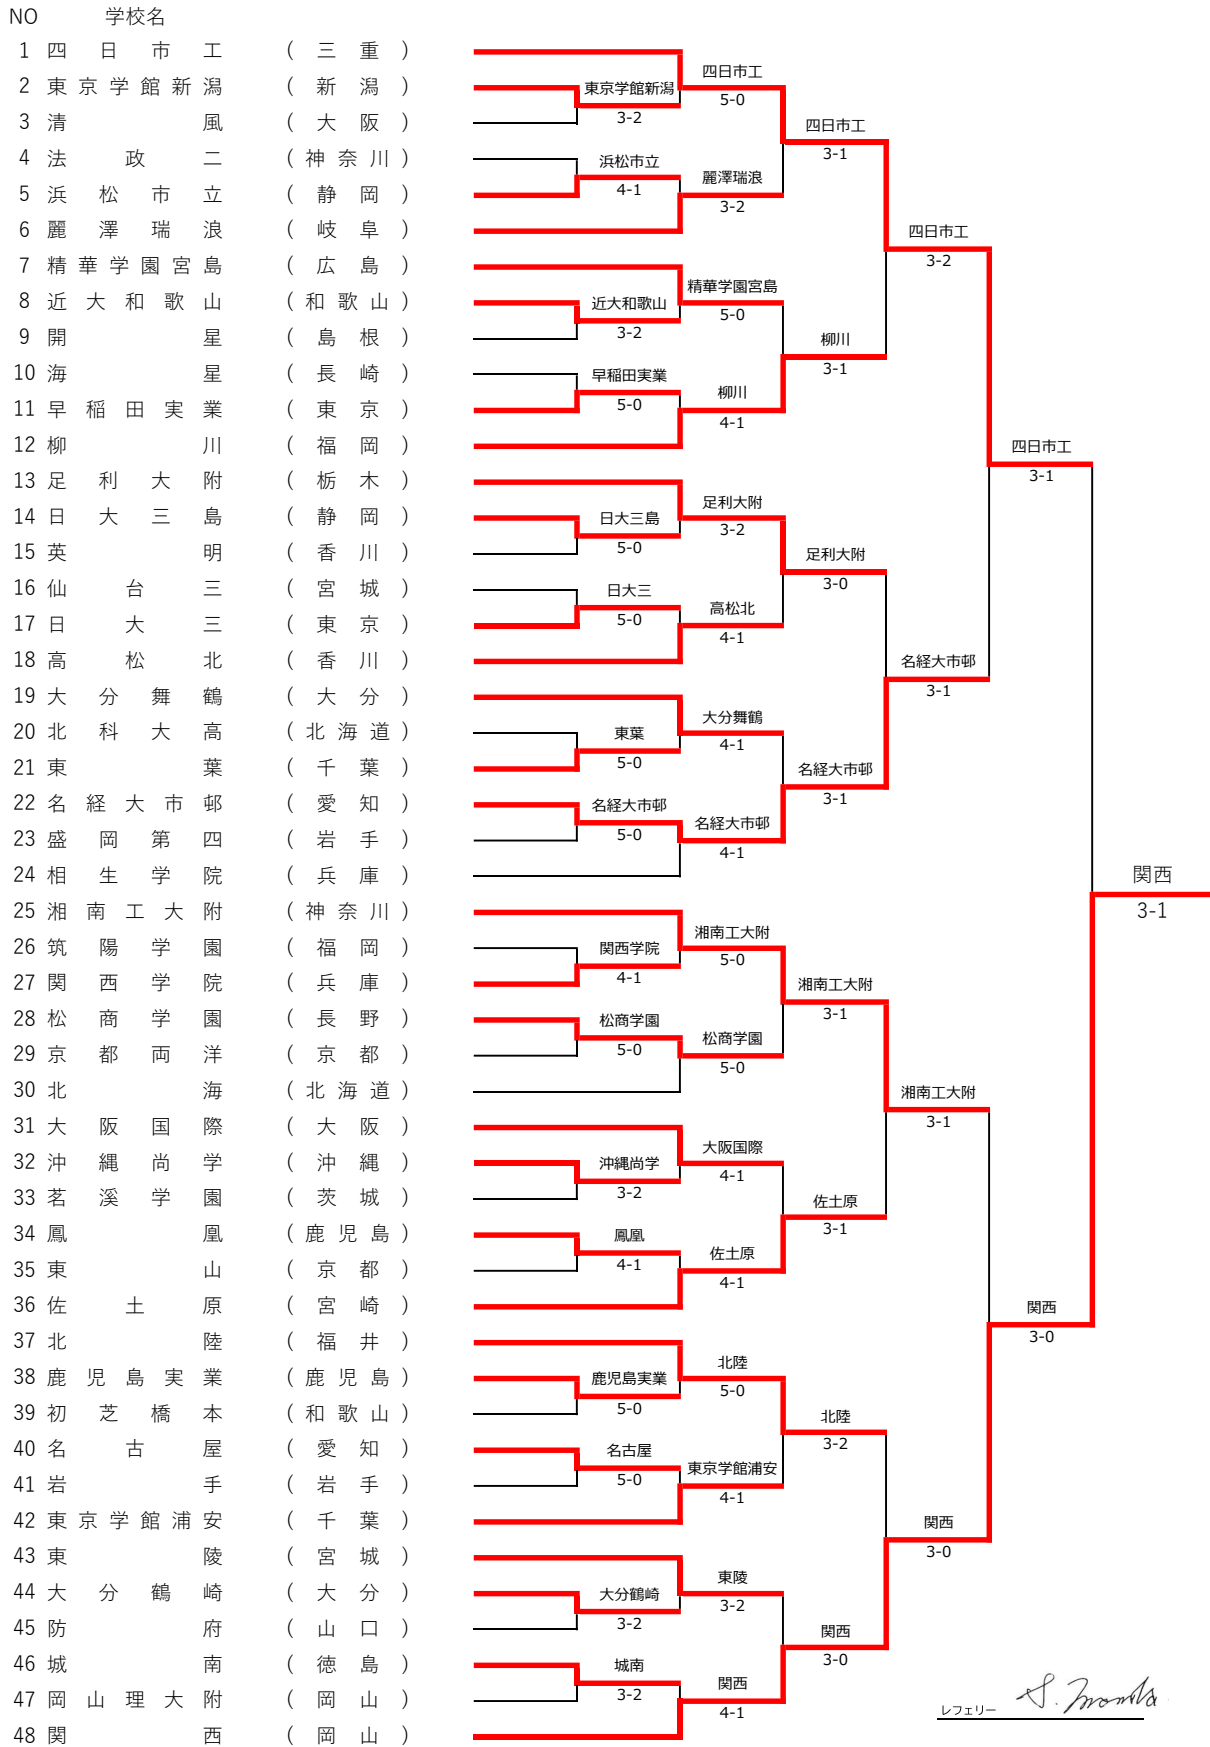 NO 学校名
1 四日市工 (三重)
2 東京学館新潟 (新潟)
3 清風 (大阪)
4 法政二 (神奈川)
5 浜松市立 (静岡)
6 麗澤瑞浪 (岐阜)
7 精華学園宮島 (広島)
8 近大和歌山 (和歌山)
9 開星 (島根)
10 海星 (長崎)
11 早稲田実業 (東京)
12 柳川 (福岡)
13 足利大附 (栃木)
14 日大三島 (静岡)
15 英明 (香川)
16 仙台三 (宮城)
17 日大三 (東京)
18 高松北 (香川)
19 大分舞鶴 (大分)
20 北科大高 (北海道)
21 東葉 (千葉)
22 名経大市邨 (愛知)
23 盛岡第四 (岩手)
24 相生学院 (兵庫)
25 湘南工大附 (神奈川)
26 筑陽学園 (福岡)
27 関西学院 (兵庫)
28 松商学園 (長野)
29 京都両洋 (京都)
30 北海 (北海道)
31 大阪国際 (大阪)
32 沖縄尚学 (沖縄)
33 茗溪学園 (茨城)
34 鳳凰 (鹿児島)
35 東山 (京都)
36 佐土原 (宮崎)
37 北陸 (福井)
38 鹿児島実業 (鹿児島)
39 初芝橋本 (和歌山)
40 名古屋 (愛知)
41 岩手 (岩手)
42 東京学館浦安 (千葉)
43 東陵 (宮城)
44 大分鶴崎 (大分)
45 防府 (山口)
46 城南 (徳島)
47 岡山理大附 (岡山)
48 関西 (岡山)
東京学館新潟
3-2
浜松市立
4-1
近大和歌山
3-2
早稲田実業
5-0
日大三島
5-0
日大三
5-0
東葉
5-0
名経大市邨
5-0
関西学院
4-1
松商学園
5-0
沖縄尚学
3-2
鳳凰
4-1
鹿児島実業
5-0
名古屋
5-0
大分鶴崎
3-2
城南
3-2
四日市工
5-0
麗澤瑞浪
3-2
精華学園宮島
5-0
柳川
4-1
足利大附
3-2
高松北
4-1
大分舞鶴
4-1
名経大市邨
4-1
湘南工大附
5-0
松商学園
5-0
大阪国際
4-1
佐土原
4-1
北陸
5-0
東京学館浦安
4-1
東陵
3-2
関西
4-1
四日市工
3-1
柳川
3-1
足利大附
3-0
名経大市邨
3-1
湘南工大附
3-1
佐土原
3-1
北陸
3-2
関西
3-0
四日市工
3-2
名経大市邨
3-1
湘南工大附
3-1
関西
3-0
四日市工
3-1
関西
3-0
関西
3-1
レフェリー